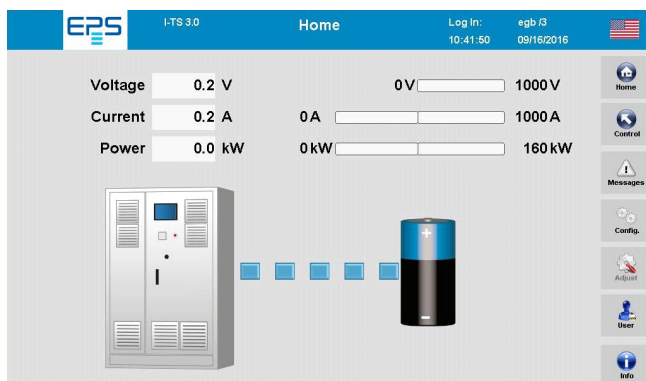 EPS I-TS 3.0 Home Log In: egb /3
10:41:50 09/16/2016
Voltage 0.2 V 0 V 1000 V
Current 0.2 A 0 A 1000 A
Power 0.0 kW 0 kW 160 kW
Home
Control
Messages
Config.
Adjust
User
Info
+
-